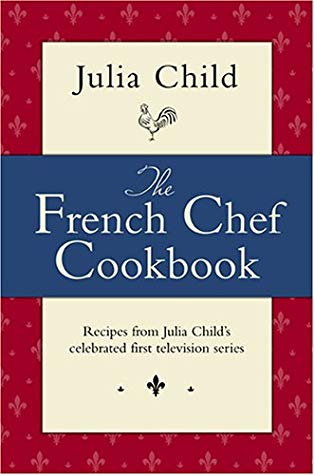 Julia Child
The
French Chef
Cookbook
Recipes from Julia Child's
celebrated first television series